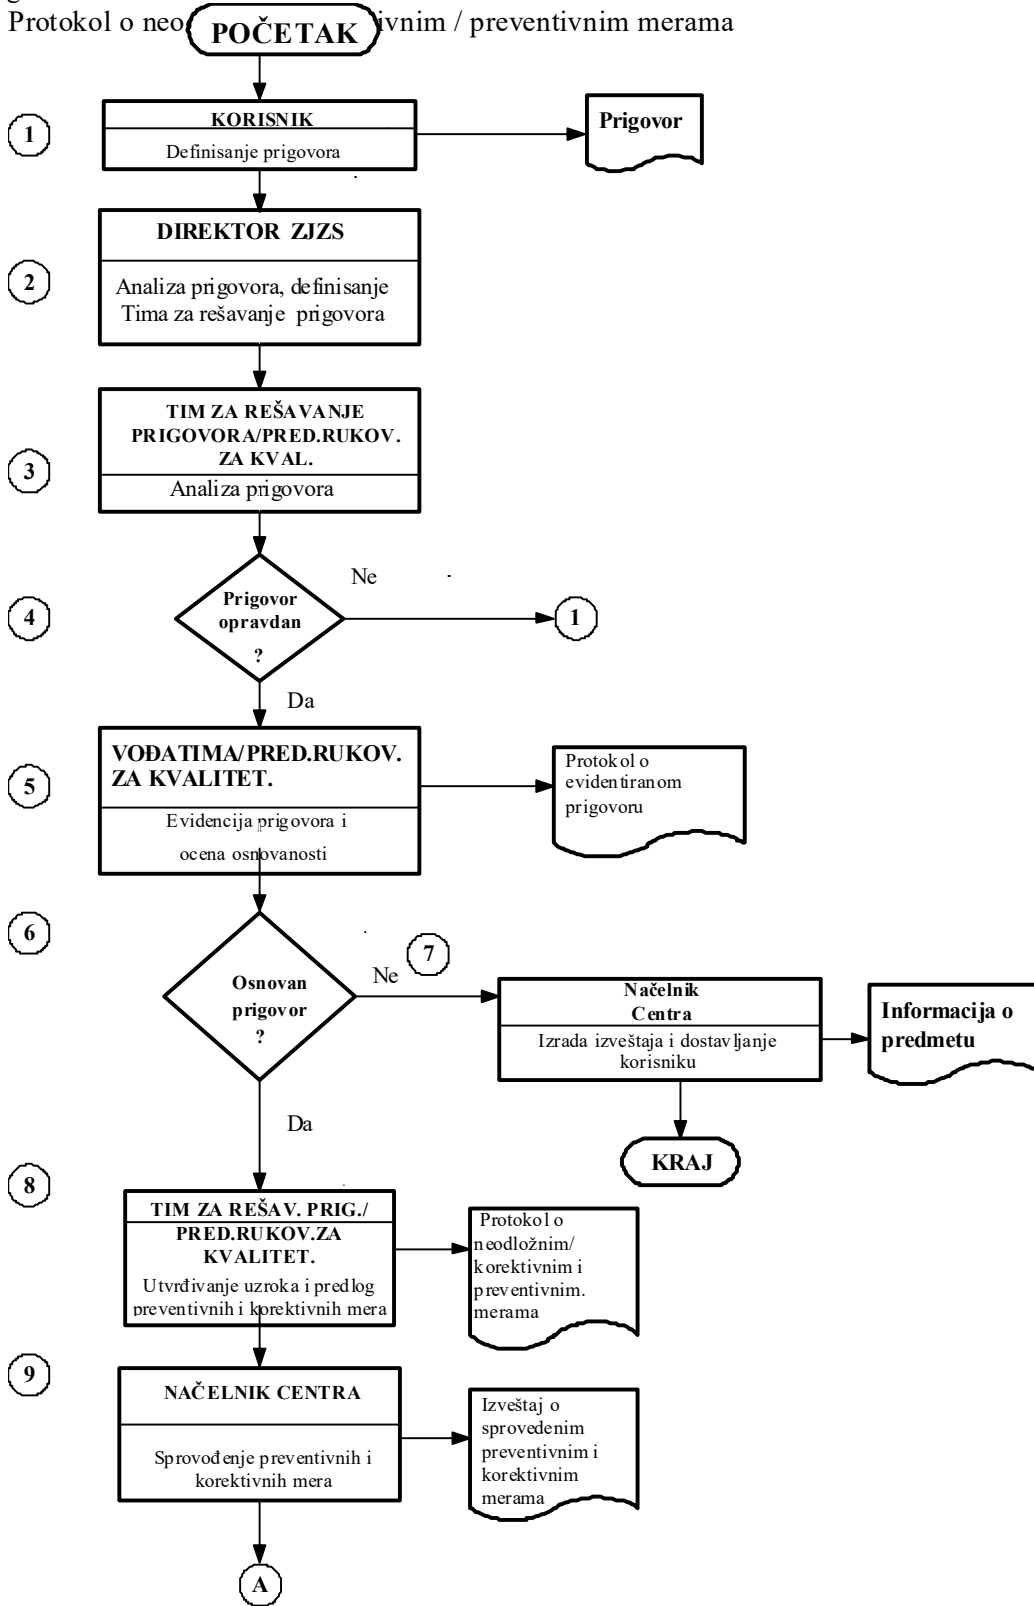 Protokol o neo
ivnim / preventivnim merama
POČETAK
1
KORISNIK
Definisanje prigovora
Prigovor
2
DIREKTOR ZJZS
Analiza prigovora, definisanje
Tima za rešavanje prigovora
3
TIM ZA REŠAVANJE
PRIGOVORA/PRED.RUKOV.
ZA KVAL.
Analiza prigovora
4
Prigovor
opravdan
?
Ne
1
Da
5
VOĐATIMA/PRED.RUKOV.
ZA KVALITET.
Evidencija prigovora i
ocena osnovanosti
Protokol o
evidentiranom
prigovoru
6
Osnovan
prigovor
?
Ne
7
Načelnik
Centra
Izrada izveštaja i dostavljanje
korisniku
Informacija o
predmetu
KRAJ
Da
8
TIM ZA REŠAV. PRIG./
PRED.RUKOV.ZA
KVALITET.
Utvrđivanje uzroka i predlog
preventivnih i korektivnih mera
Protokol o
neodložnim/
korektivnim i
preventivnim.
merama
9
NAČELNIK CENTRA
Sprovođenje preventivnih i
korektivnih mera
Izveštaj o
sprovedenim
preventivnim i
korektivnim
merama
A